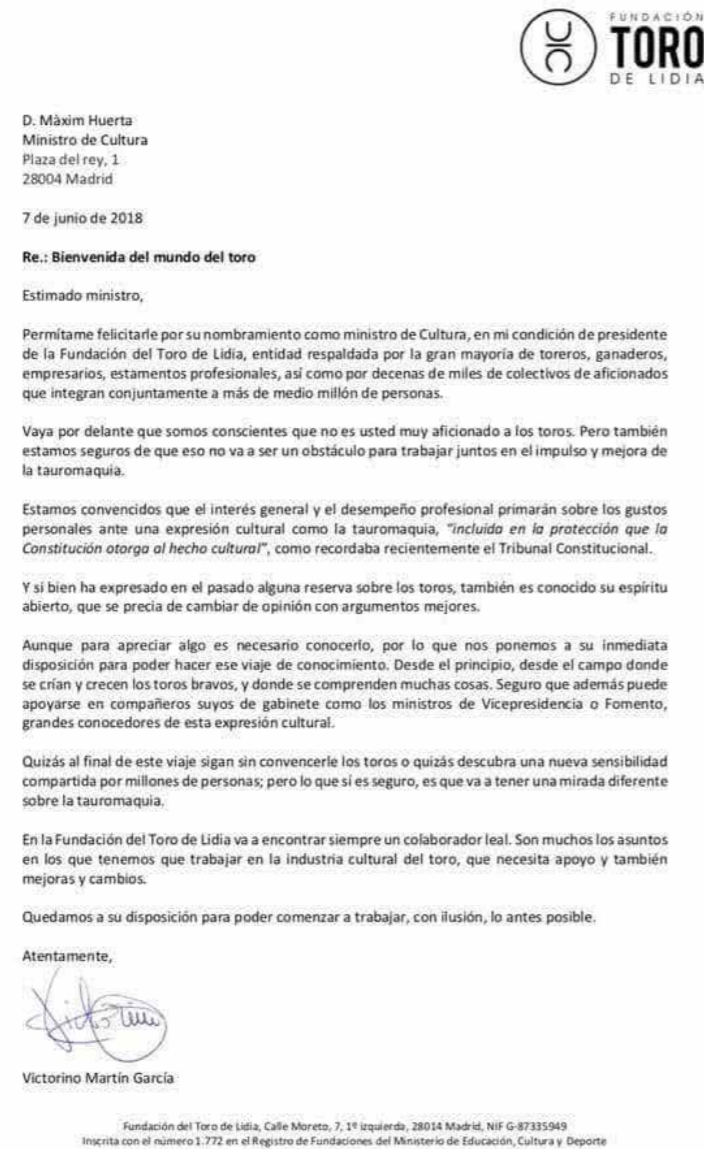 FUNDACIÓN
TORO
DE LIDIA
D. Màxim Huerta
Ministro de Cultura
Plaza del rey, 1
28004 Madrid
7 de junio de 2018
Re.: Bienvenida del mundo del toro
Estimado ministro,
Permítame felicitarle por su nombramiento como ministro de Cultura, en mi condición de presidente
de la Fundación del Toro de Lidia, entidad respaldada por la gran mayoría de toreros, ganaderos,
empresarios, estamentos profesionales, así como por decenas de miles de colectivos de aficionados
que integran conjuntamente a más de medio millón de personas.
Vaya por delante que somos conscientes que no es usted muy aficionado a los toros. Pero también
estamos seguros de que eso no va a ser un obstáculo para trabajar juntos en el impulso y mejora de
la tauromaquia.
Estamos convencidos que el interés general y el desempeño profesional primarán sobre los gustos
personales ante una expresión cultural como la tauromaquia, "incluida en la protección que la
Constitución otorga al hecho cultural", como recordaba recientemente el Tribunal Constitucional.
Y si bien ha expresado en el pasado alguna reserva sobre los toros, también es conocido su espíritu
abierto, que se precia de cambiar de opinión con argumentos mejores.
Aunque para apreciar algo es necesario conocerlo, por lo que nos ponemos a su inmediata
disposición para poder hacer ese viaje de conocimiento. Desde el principio, desde el campo donde
se crían y crecen los toros bravos, y donde se comprenden muchas cosas. Seguro que además puede
apoyarse en compañeros suyos de gabinete como los ministros de Vicepresidencia o Fomento,
grandes conocedores de esta expresión cultural.
Quizás al final de este viaje sigan sin convencerle los toros o quizás descubra una nueva sensibilidad
compartida por millones de personas; pero lo que sí es seguro, es que va a tener una mirada diferente
sobre la tauromaquia.
En la Fundación del Toro de Lidia va a encontrar siempre un colaborador leal. Son muchos los asuntos
en los que tenemos que trabajar en la industria cultural del toro, que necesita apoyo y también
mejoras y cambios.
Quedamos a su disposición para poder comenzar a trabajar, con ilusión, lo antes posible.
Atentamente,
Victorino Martín García
Fundación del Toro de Lidia, Calle Moreto, 7, 1º izquierda, 28014 Madrid, NIF G-87335949
Inscrita con el número 1.772 en el Registro de Fundaciones del Ministerio de Educación, Cultura y Deporte